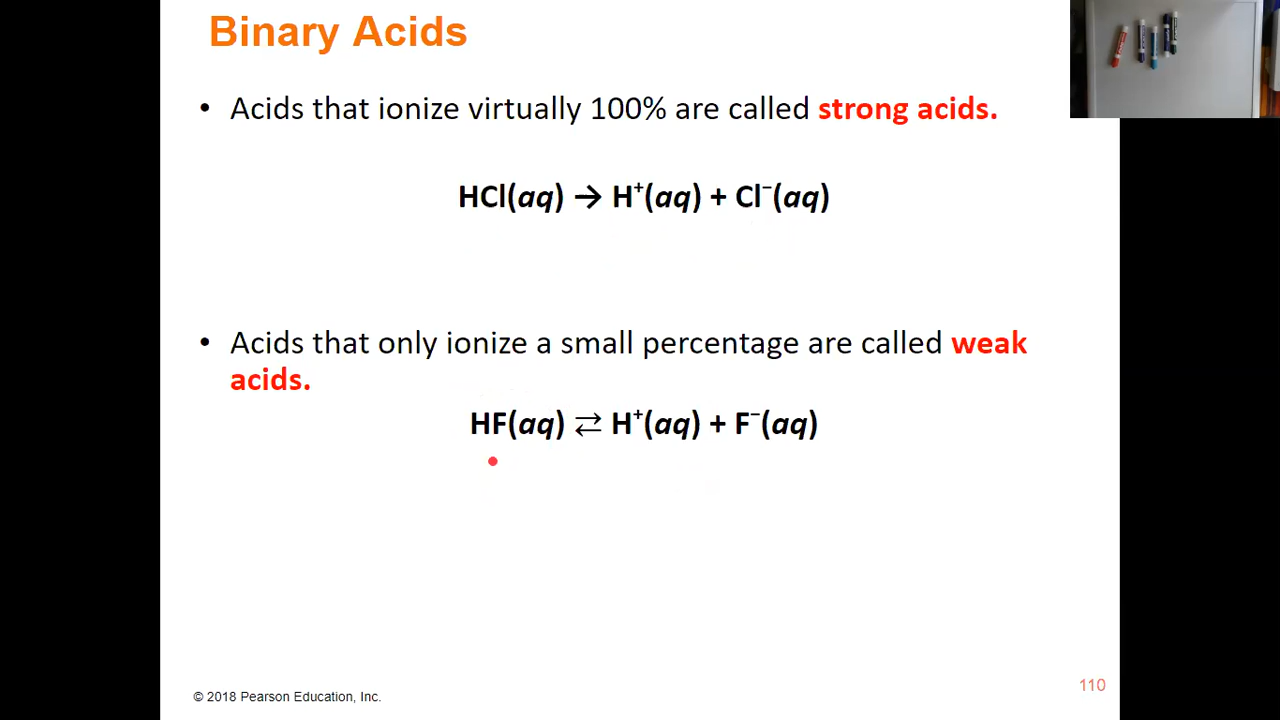 Binary Acids
• Acids that ionize virtually 100% are called strong acids.
HCl(aq) → H⁺(aq) + Cl⁻(aq)
• Acids that only ionize a small percentage are called weak
acids.
HF(aq) ⇄ H⁺(aq) + F⁻(aq)
© 2018 Pearson Education, Inc.
110